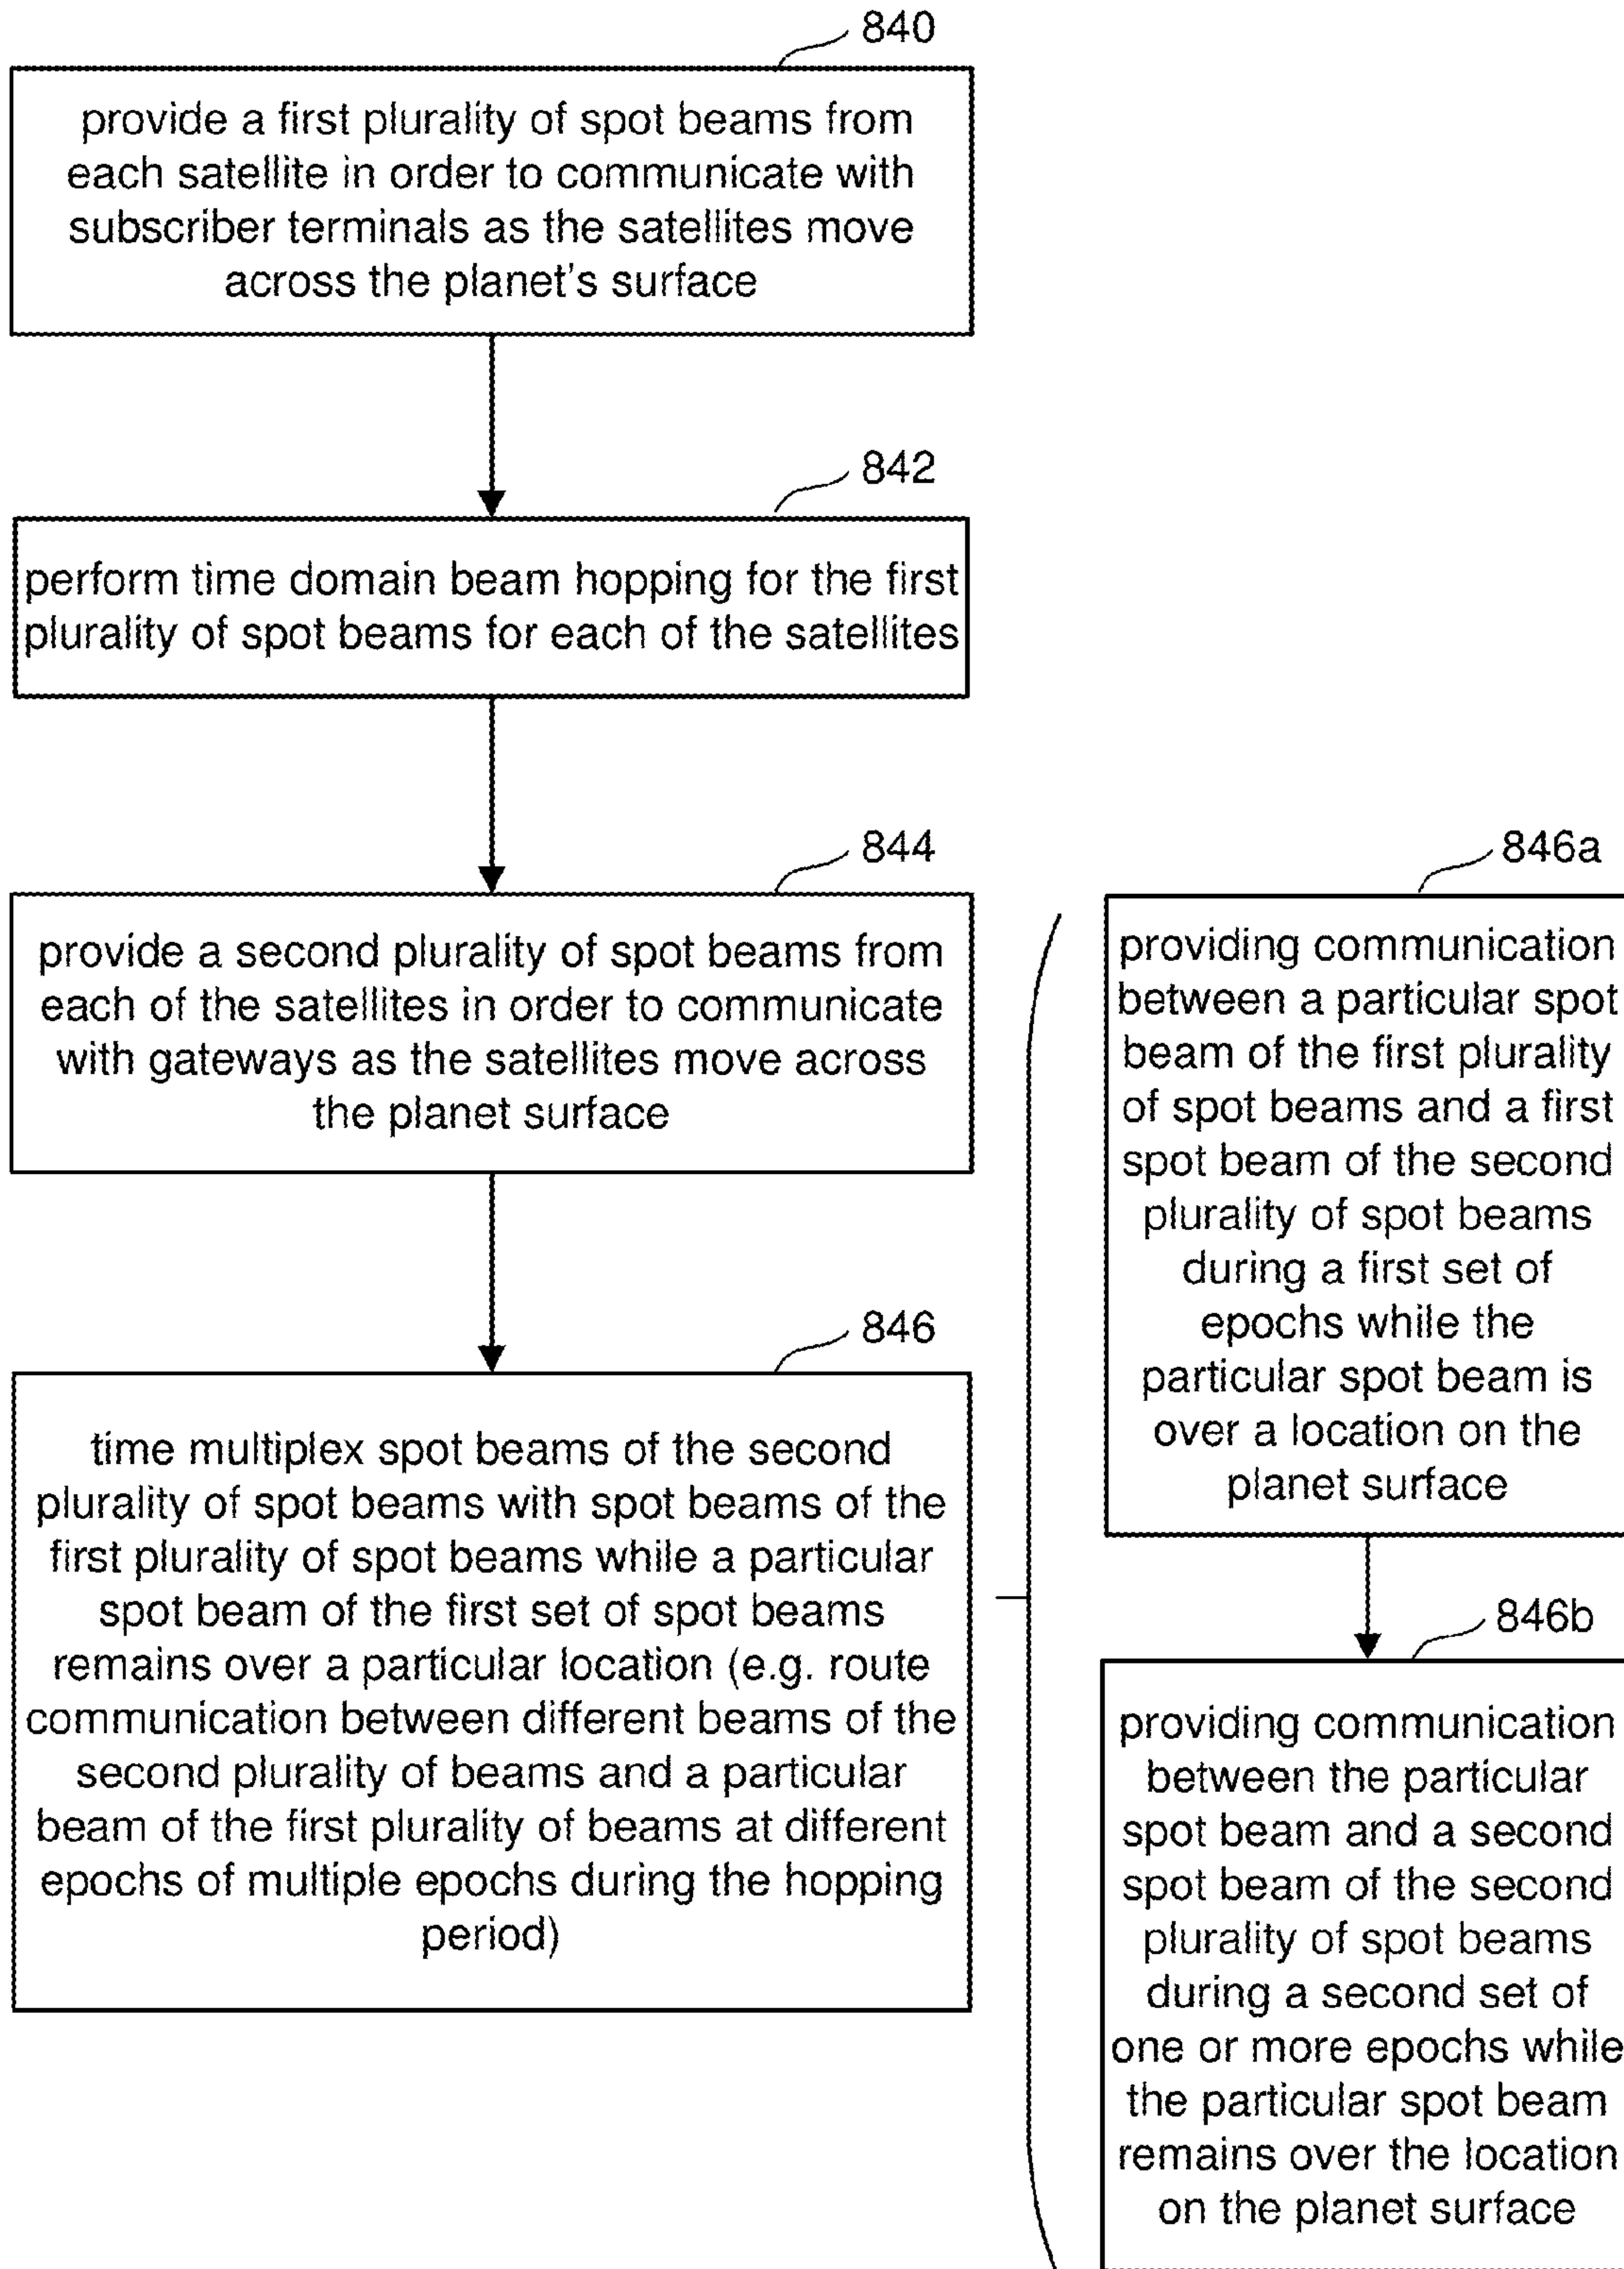 840
provide a first plurality of spot beams from
each satellite in order to communicate with
subscriber terminals as the satellites move
across the planet's surface
842
perform time domain beam hopping for the first
plurality of spot beams for each of the satellites
844
provide a second plurality of spot beams from
each of the satellites in order to communicate
with gateways as the satellites move across
the planet surface
846
time multiplex spot beams of the second
plurality of spot beams with spot beams of the
first plurality of spot beams while a particular
spot beam of the first set of spot beams
remains over a particular location (e.g. route
communication between different beams of the
second plurality of beams and a particular
beam of the first plurality of beams at different
epochs of multiple epochs during the hopping
period)
846a
providing communication
between a particular spot
beam of the first plurality
of spot beams and a first
spot beam of the second
plurality of spot beams
during a first set of
epochs while the
particular spot beam is
over a location on the
planet surface
846b
providing communication
between the particular
spot beam and a second
spot beam of the second
plurality of spot beams
during a second set of
one or more epochs while
the particular spot beam
remains over the location
on the planet surface